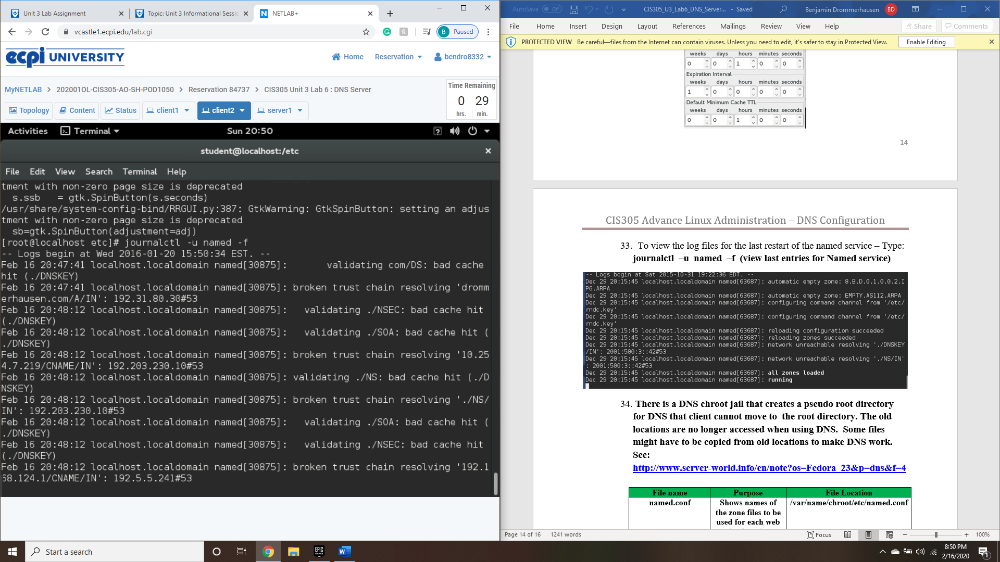 Unit 3 Lab Assignment
Topic: Unit 3 Informational Sessio
NETLAB+
vcastle1.ecpi.edu/lab.cgi
B Paused
ecpi UNIVERSITY
Home Reservation bendro8332
MyNETLAB > 202001OL-CIS305-AO-SH-POD1050 > Reservation 84737 > CIS305 Unit 3 Lab 6 : DNS Server
Time Remaining
0 29
hrs. min.
Topology Content Status client1 client2 server1
Activities Terminal Sun 20:50
student@localhost:/etc
File Edit View Search Terminal Help
tment with non-zero page size is deprecated
s.ssb = gtk.SpinButton(s.seconds)
/usr/share/system-config-bind/RRGUI.py:387: GtkWarning: GtkSpinButton: setting an adjus
tment with non-zero page size is deprecated
sb=gtk.SpinButton(adjustment=adj)
[root@localhost etc]# journalctl -u named -f
-- Logs begin at Wed 2016-01-20 15:50:34 EST. --
Feb 16 20:47:41 localhost.localdomain named[30875]: validating com/DS: bad cache
hit (./DNSKEY)
Feb 16 20:47:41 localhost.localdomain named[30875]: broken trust chain resolving 'dromm
erhausen.com/A/IN': 192.31.80.30#53
Feb 16 20:48:12 localhost.localdomain named[30875]: validating ./NSEC: bad cache hit
(./DNSKEY)
Feb 16 20:48:12 localhost.localdomain named[30875]: validating ./SOA: bad cache hit (
./DNSKEY)
Feb 16 20:48:12 localhost.localdomain named[30875]: broken trust chain resolving '10.25
4.7.219/CNAME/IN': 192.203.230.10#53
Feb 16 20:48:12 localhost.localdomain named[30875]: validating ./NS: bad cache hit (./D
NSKEY)
Feb 16 20:48:12 localhost.localdomain named[30875]: broken trust chain resolving './NS/
IN': 192.203.230.10#53
Feb 16 20:48:12 localhost.localdomain named[30875]: validating ./SOA: bad cache hit (
./DNSKEY)
Feb 16 20:48:12 localhost.localdomain named[30875]: validating ./NSEC: bad cache hit
(./DNSKEY)
Feb 16 20:48:12 localhost.localdomain named[30875]: broken trust chain resolving '192.1
68.124.1/CNAME/IN': 192.5.5.241#53
AutoSave Off CIS305_U3_Lab6_DNS_Server... - Saved Benjamin Drommerhausen BD
File Home Insert Design Layout References Mailings Review View Help Share Comments
PROTECTED VIEW Be careful—files from the Internet can contain viruses. Unless you need to edit, it's safer to stay in Protected View. Enable Editing
weeks days hours minutes seconds
0 0 1 0 0
Expiration Interval
weeks days hours minutes seconds
1 0 0 0 0
Default Minimum Cache TTL
weeks days hours minutes seconds
0 0 1 0 0
14
CIS305 Advance Linux Administration – DNS Configuration
33. To view the log files for the last restart of the named service – Type:
journalctl –u named –f (view last entries for Named service)
-- Logs begin at Sat 2015-10-31 19:22:36 EDT. --
Dec 29 20:15:45 localhost.localdomain named[63687]: automatic empty zone: 8.B.D.0.1.0.0.2.I
P6.ARPA
Dec 29 20:15:45 localhost.localdomain named[63687]: automatic empty zone: EMPTY.AS112.ARPA
Dec 29 20:15:45 localhost.localdomain named[63687]: configuring command channel from '/etc/
rndc.key'
Dec 29 20:15:45 localhost.localdomain named[63687]: configuring command channel from '/etc/
rndc.key'
Dec 29 20:15:45 localhost.localdomain named[63687]: reloading configuration succeeded
Dec 29 20:15:45 localhost.localdomain named[63687]: reloading zones succeeded
Dec 29 20:15:45 localhost.localdomain named[63687]: network unreachable resolving './DNSKEY
/IN': 2001:500:3::42#53
Dec 29 20:15:45 localhost.localdomain named[63687]: network unreachable resolving './NS/IN'
: 2001:500:3::42#53
Dec 29 20:15:45 localhost.localdomain named[63687]: all zones loaded
Dec 29 20:15:45 localhost.localdomain named[63687]: running
34. There is a DNS chroot jail that creates a pseudo root directory
for DNS that client cannot move to the root directory. The old
locations are no longer accessed when using DNS. Some files
might have to be copied from old locations to make DNS work.
See:
http://www.server-world.info/en/note?os=Fedora_23&p=dns&f=4
File name Purpose File Location
named.conf Shows names of /var/name/chroot/etc/named.conf
the zone files to be
used for each web
Page 14 of 16 1241 words Focus 100%
Start a search
EPIC GAMES
8:50 PM
2/16/2020
1